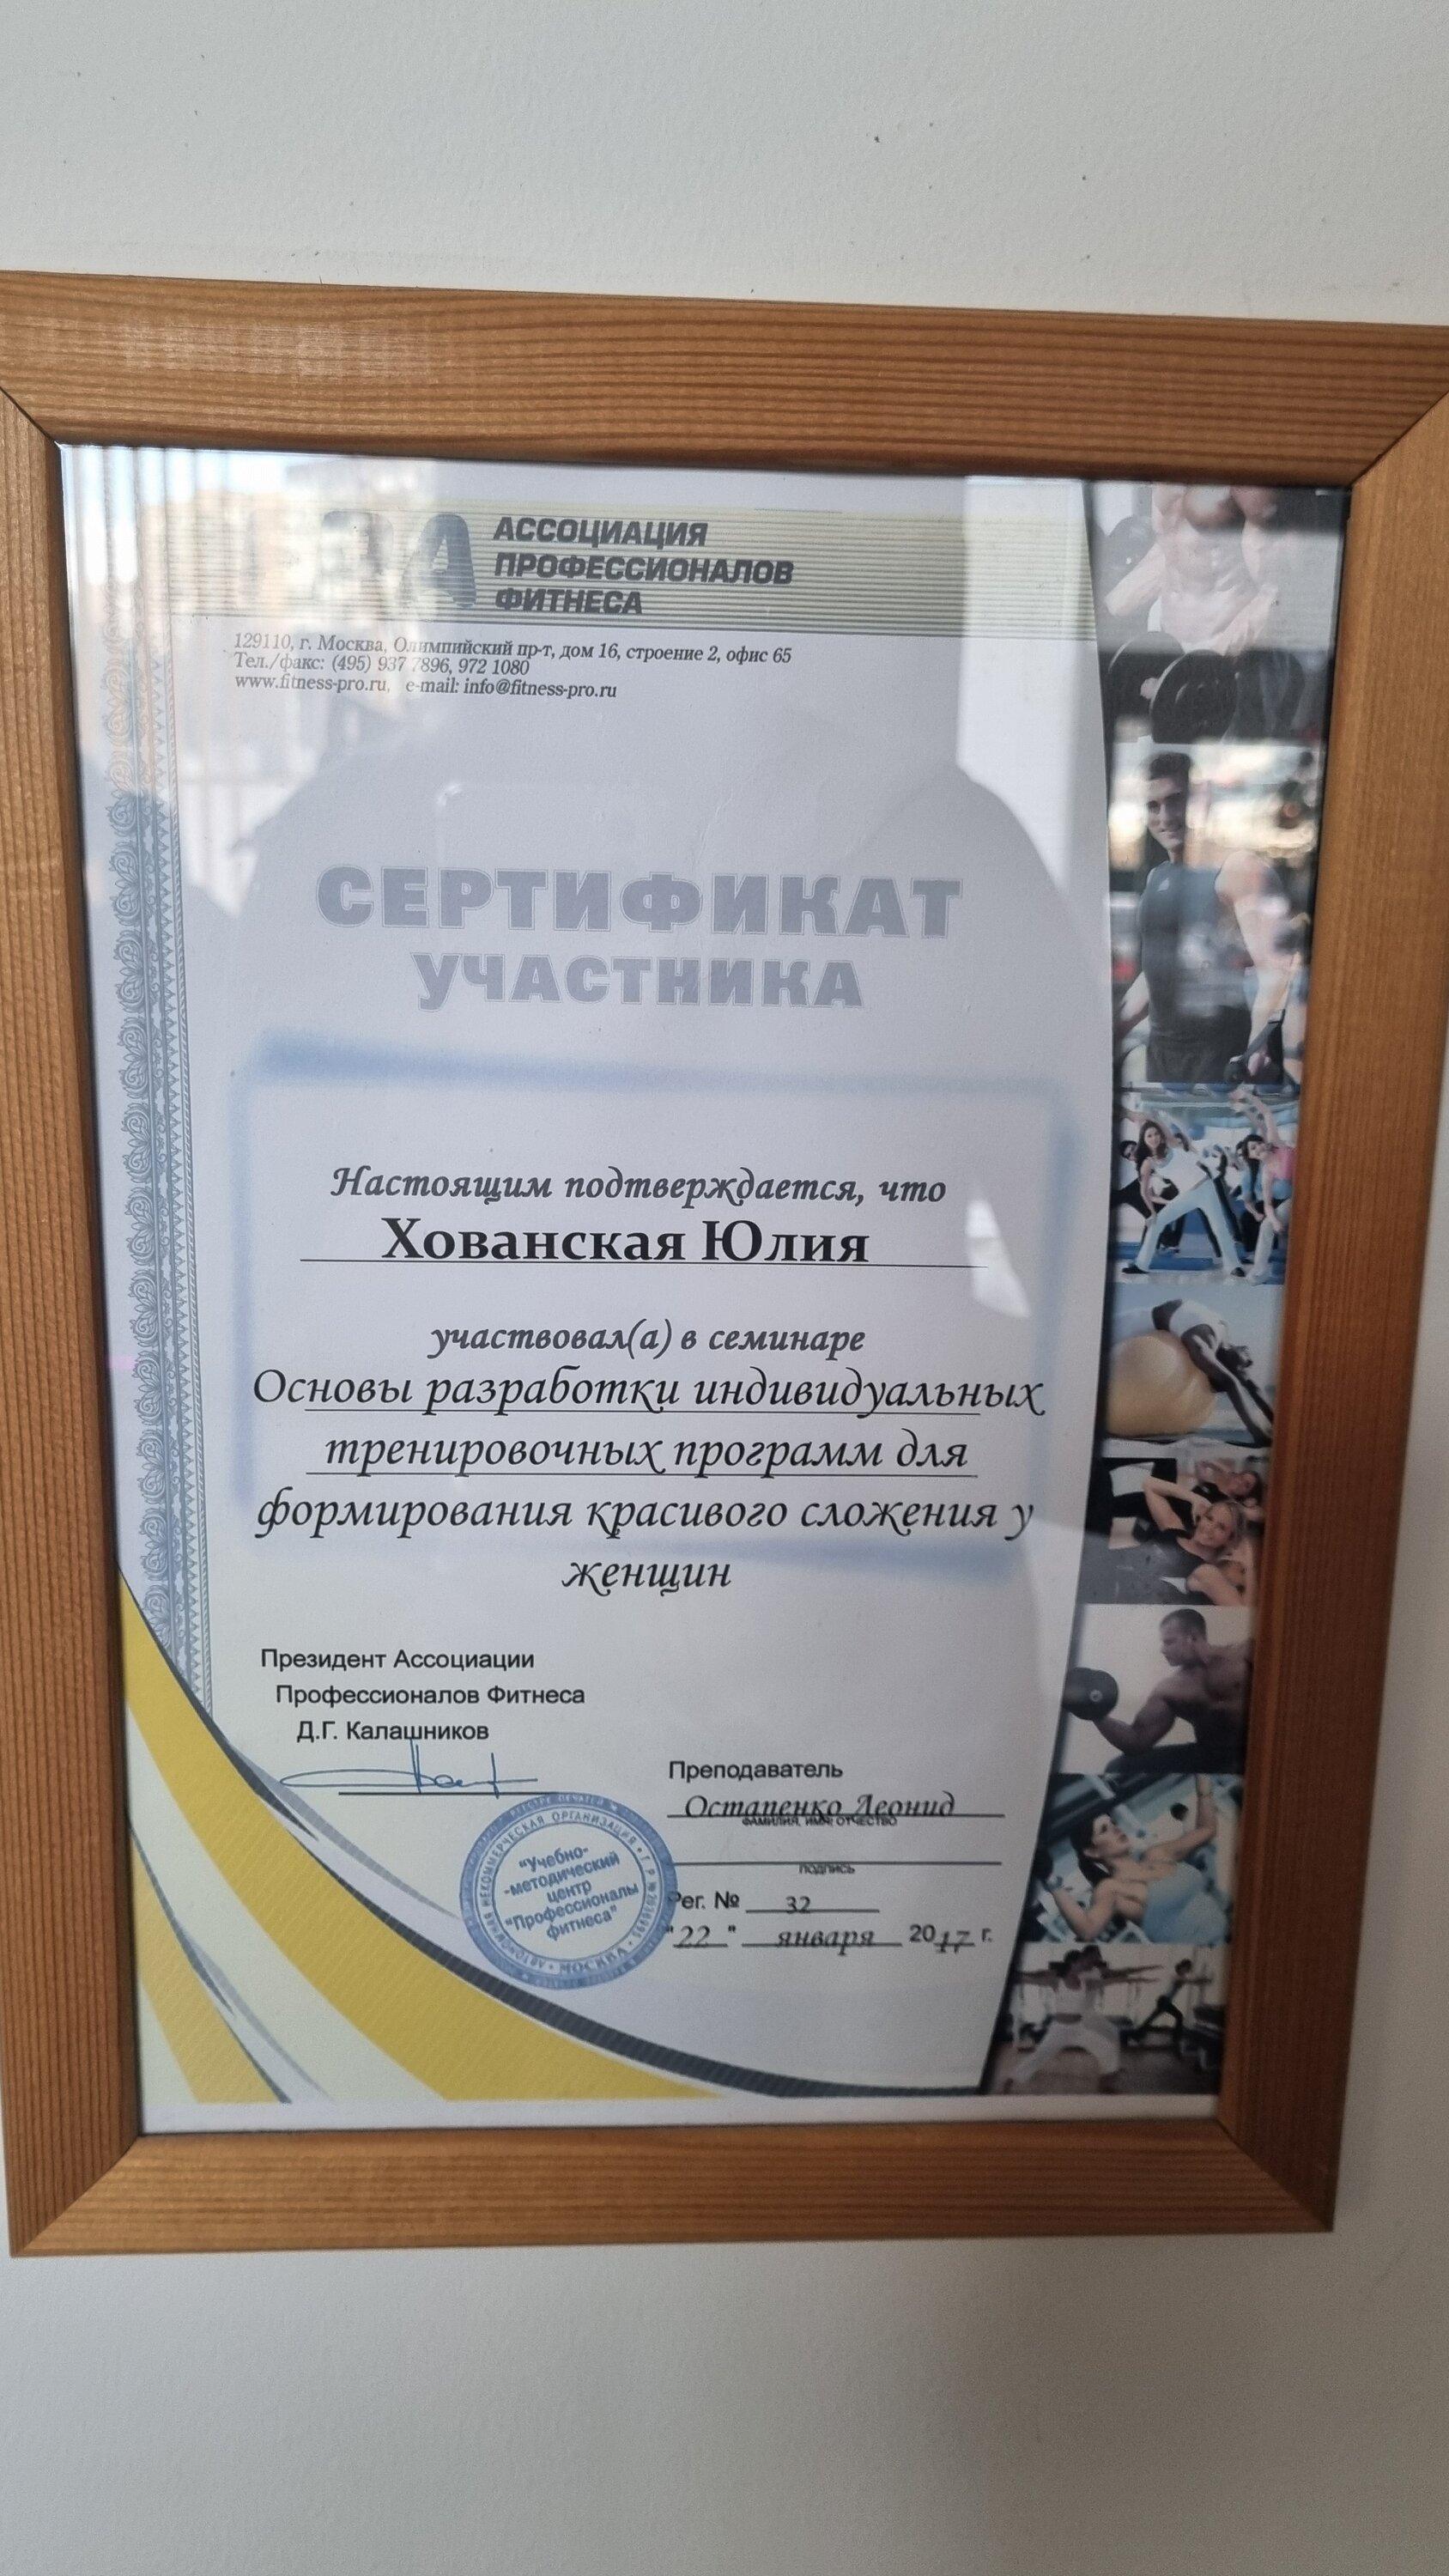 АССОЦИАЦИЯ
ПРОФЕССИОНАЛОВ
ФИТНЕСА
129110, г. Москва, Олимпийский пр-т, дом 16, строение 2, офис 65
Тел./факс: (495) 937 7896, 972 1080
www.fitness-pro.ru, e-mail: info@fitness-pro.ru
СЕРТИФИКАТ
УЧАСТНИКА
Настоящим подтверждается, что
Хованская Юлия
участвовал(а) в семинаре
Основы разработки индивидуальных
тренировочных программ для
формирования красивого сложения у
женщин
Президент Ассоциации
Профессионалов Фитнеса
Д.Г. Калашников
Преподаватель
Остапенко Леонид
ФАМИЛИЯ, ИМЯ, ОТЧЕСТВО
ПОДПИСЬ
Рег. № 32
"22" января 2017 г.
АВТОНОМНАЯ НЕКОММЕРЧЕСКАЯ ОРГАНИЗАЦИЯ
МОСКВА
"Учебно-
-методический
центр
"Профессионалы
фитнеса"